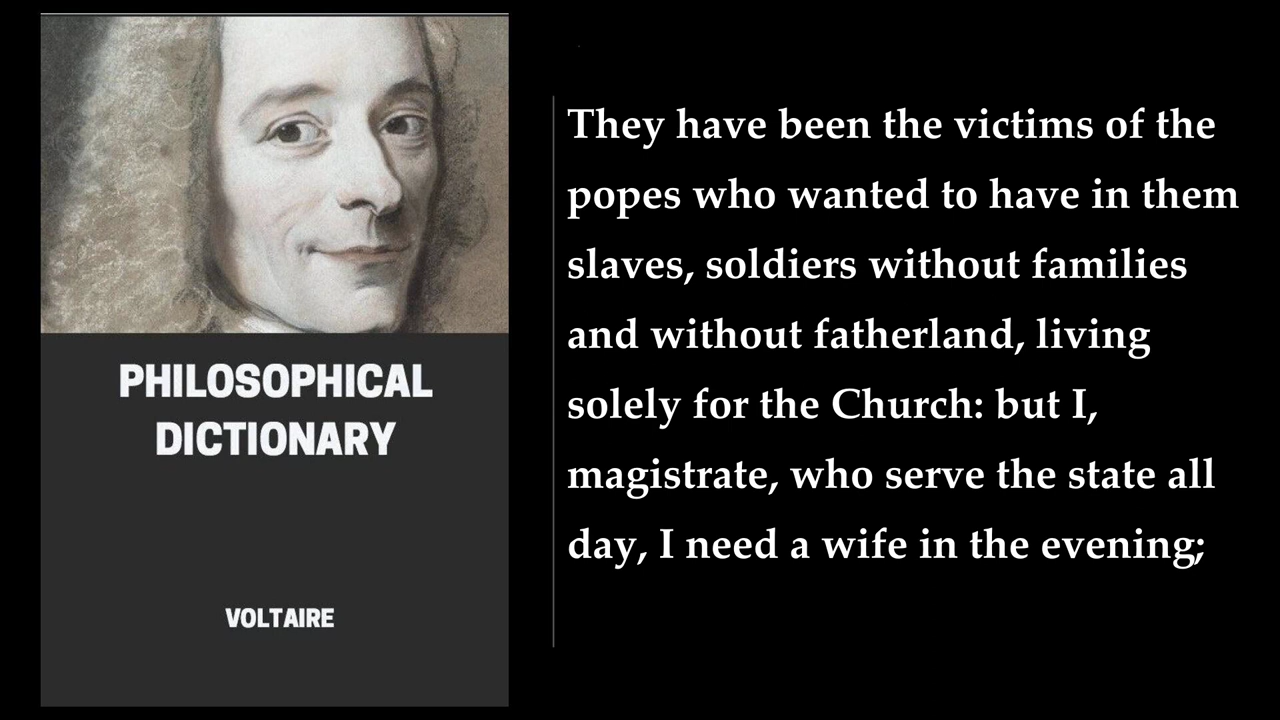 PHILOSOPHICAL
DICTIONARY
VOLTAIRE
They have been the victims of the
popes who wanted to have in them
slaves, soldiers without families
and without fatherland, living
solely for the Church: but I,
magistrate, who serve the state all
day, I need a wife in the evening;